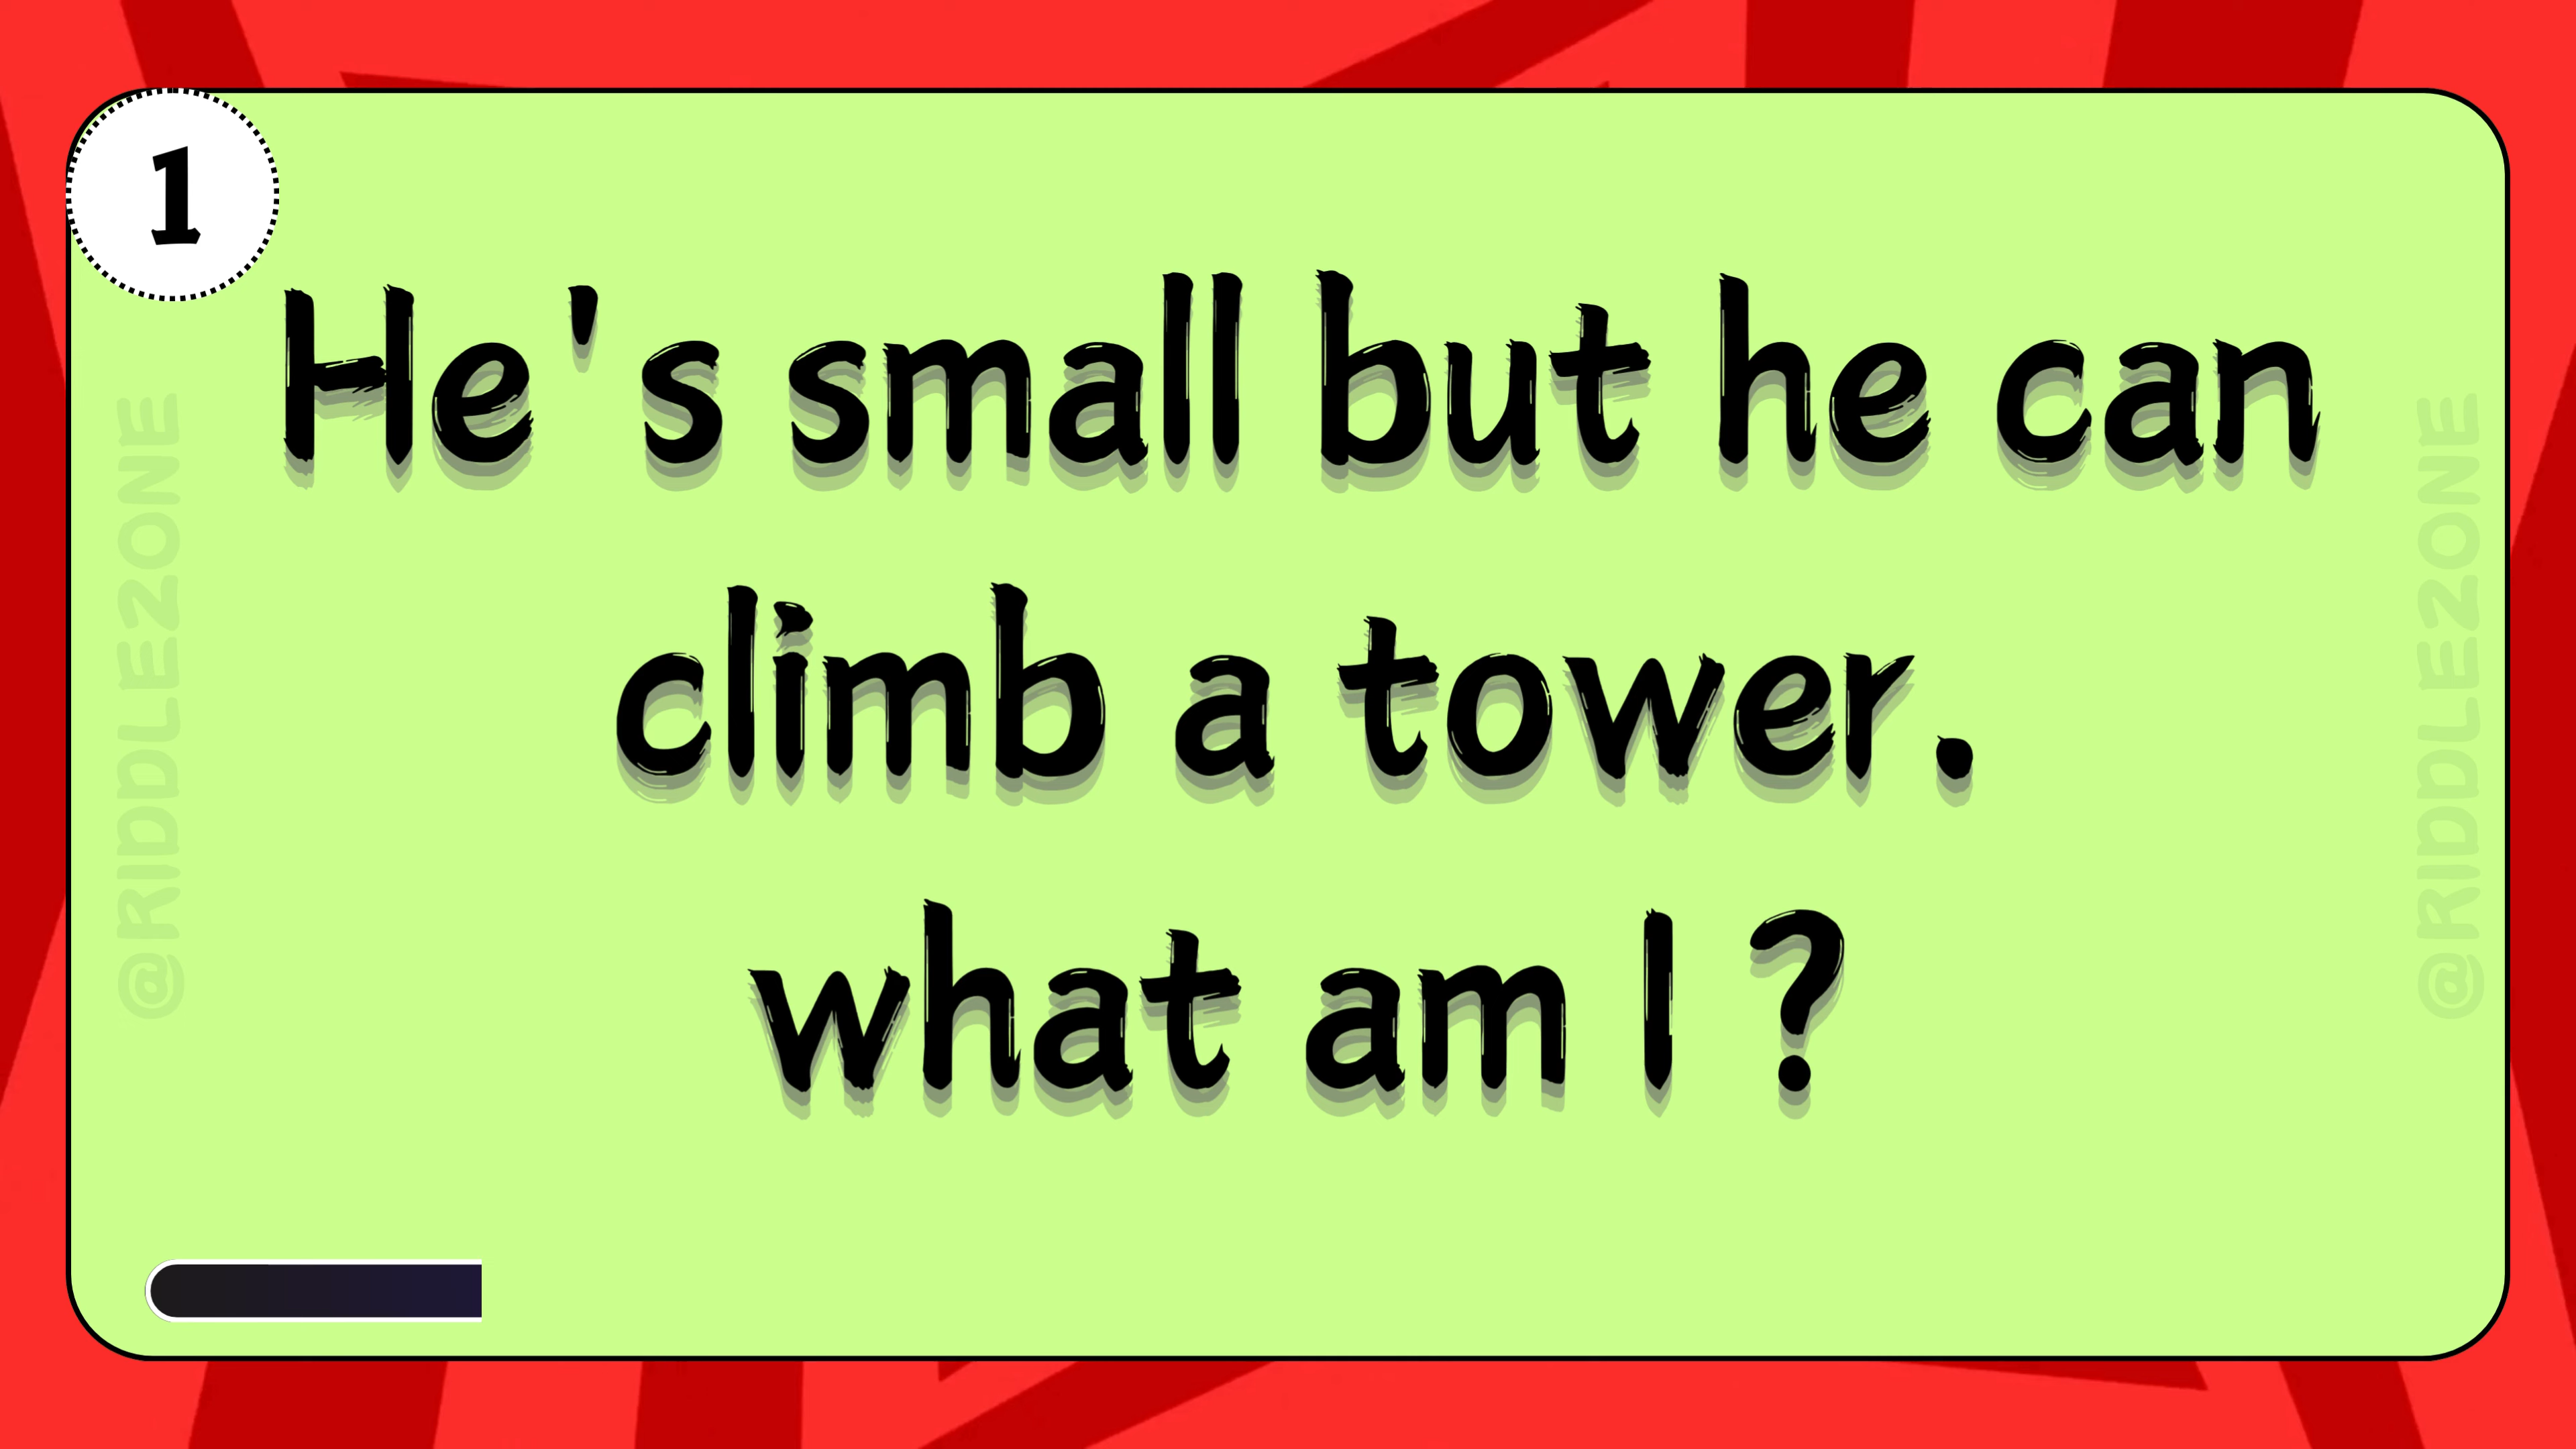 1
He's small but he can
climb a tower.
what am I ?
@RIDDLEZONE
@RIDDLEZONE